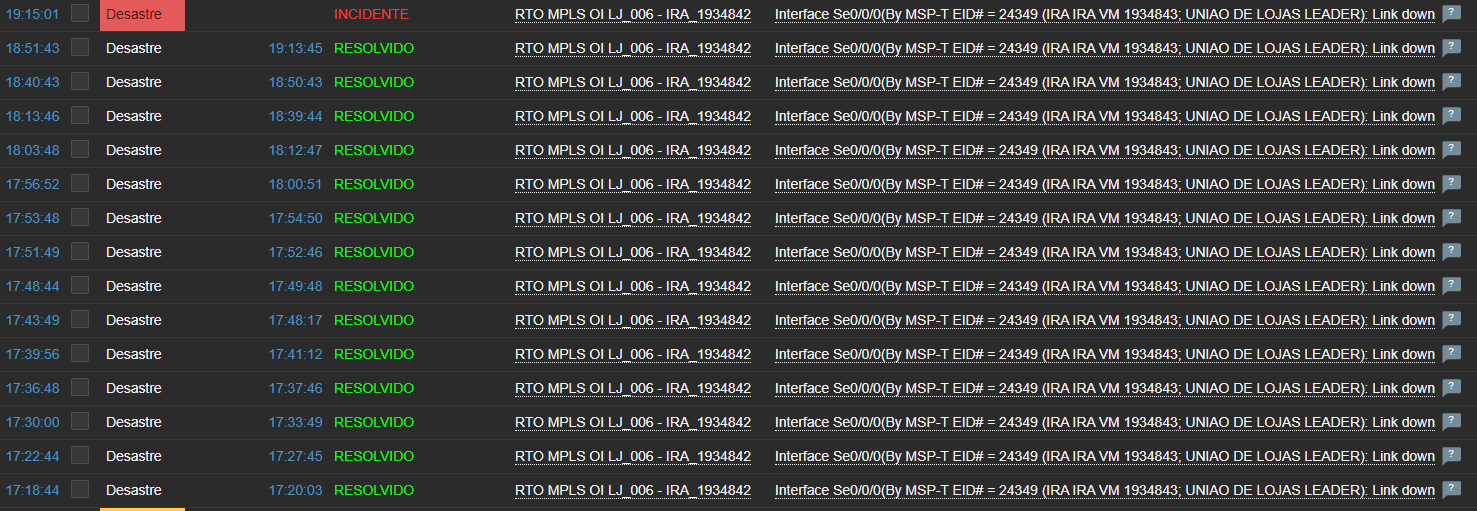 19:15:01 Desastre INCIDENTE RTO MPLS OI LJ_006 - IRA_1934842 Interface Se0/0/0(By MSP-T EID# = 24349 (IRA IRA VM 1934843; UNIAO DE LOJAS LEADER): Link down ?
18:51:43 Desastre 19:13:45 RESOLVIDO RTO MPLS OI LJ_006 - IRA_1934842 Interface Se0/0/0(By MSP-T EID# = 24349 (IRA IRA VM 1934843; UNIAO DE LOJAS LEADER): Link down ?
18:40:43 Desastre 18:50:43 RESOLVIDO RTO MPLS OI LJ_006 - IRA_1934842 Interface Se0/0/0(By MSP-T EID# = 24349 (IRA IRA VM 1934843; UNIAO DE LOJAS LEADER): Link down ?
18:13:46 Desastre 18:39:44 RESOLVIDO RTO MPLS OI LJ_006 - IRA_1934842 Interface Se0/0/0(By MSP-T EID# = 24349 (IRA IRA VM 1934843; UNIAO DE LOJAS LEADER): Link down ?
18:03:48 Desastre 18:12:47 RESOLVIDO RTO MPLS OI LJ_006 - IRA_1934842 Interface Se0/0/0(By MSP-T EID# = 24349 (IRA IRA VM 1934843; UNIAO DE LOJAS LEADER): Link down ?
17:56:52 Desastre 18:00:51 RESOLVIDO RTO MPLS OI LJ_006 - IRA_1934842 Interface Se0/0/0(By MSP-T EID# = 24349 (IRA IRA VM 1934843; UNIAO DE LOJAS LEADER): Link down ?
17:53:48 Desastre 17:54:50 RESOLVIDO RTO MPLS OI LJ_006 - IRA_1934842 Interface Se0/0/0(By MSP-T EID# = 24349 (IRA IRA VM 1934843; UNIAO DE LOJAS LEADER): Link down ?
17:51:49 Desastre 17:52:46 RESOLVIDO RTO MPLS OI LJ_006 - IRA_1934842 Interface Se0/0/0(By MSP-T EID# = 24349 (IRA IRA VM 1934843; UNIAO DE LOJAS LEADER): Link down ?
17:48:44 Desastre 17:49:48 RESOLVIDO RTO MPLS OI LJ_006 - IRA_1934842 Interface Se0/0/0(By MSP-T EID# = 24349 (IRA IRA VM 1934843; UNIAO DE LOJAS LEADER): Link down ?
17:43:49 Desastre 17:48:17 RESOLVIDO RTO MPLS OI LJ_006 - IRA_1934842 Interface Se0/0/0(By MSP-T EID# = 24349 (IRA IRA VM 1934843; UNIAO DE LOJAS LEADER): Link down ?
17:39:56 Desastre 17:41:12 RESOLVIDO RTO MPLS OI LJ_006 - IRA_1934842 Interface Se0/0/0(By MSP-T EID# = 24349 (IRA IRA VM 1934843; UNIAO DE LOJAS LEADER): Link down ?
17:36:48 Desastre 17:37:46 RESOLVIDO RTO MPLS OI LJ_006 - IRA_1934842 Interface Se0/0/0(By MSP-T EID# = 24349 (IRA IRA VM 1934843; UNIAO DE LOJAS LEADER): Link down ?
17:30:00 Desastre 17:33:49 RESOLVIDO RTO MPLS OI LJ_006 - IRA_1934842 Interface Se0/0/0(By MSP-T EID# = 24349 (IRA IRA VM 1934843; UNIAO DE LOJAS LEADER): Link down ?
17:22:44 Desastre 17:27:45 RESOLVIDO RTO MPLS OI LJ_006 - IRA_1934842 Interface Se0/0/0(By MSP-T EID# = 24349 (IRA IRA VM 1934843; UNIAO DE LOJAS LEADER): Link down ?
17:18:44 Desastre 17:20:03 RESOLVIDO RTO MPLS OI LJ_006 - IRA_1934842 Interface Se0/0/0(By MSP-T EID# = 24349 (IRA IRA VM 1934843; UNIAO DE LOJAS LEADER): Link down ?